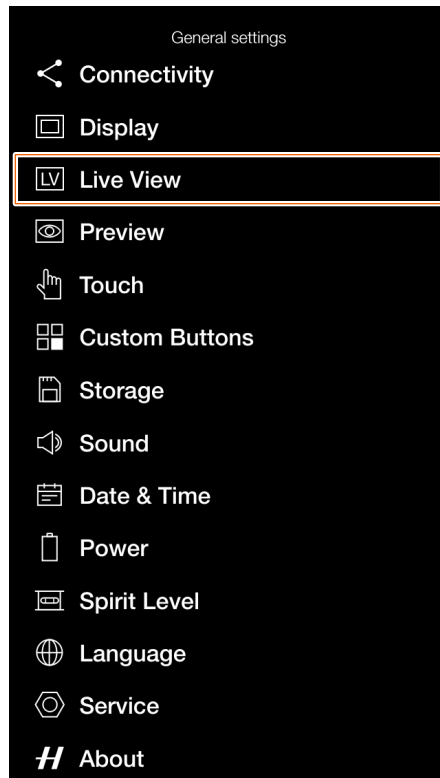 General settings
Connectivity
Display
LV Live View
Preview
Touch
Custom Buttons
Storage
Sound
Date & Time
Power
Spirit Level
Language
Service
H About